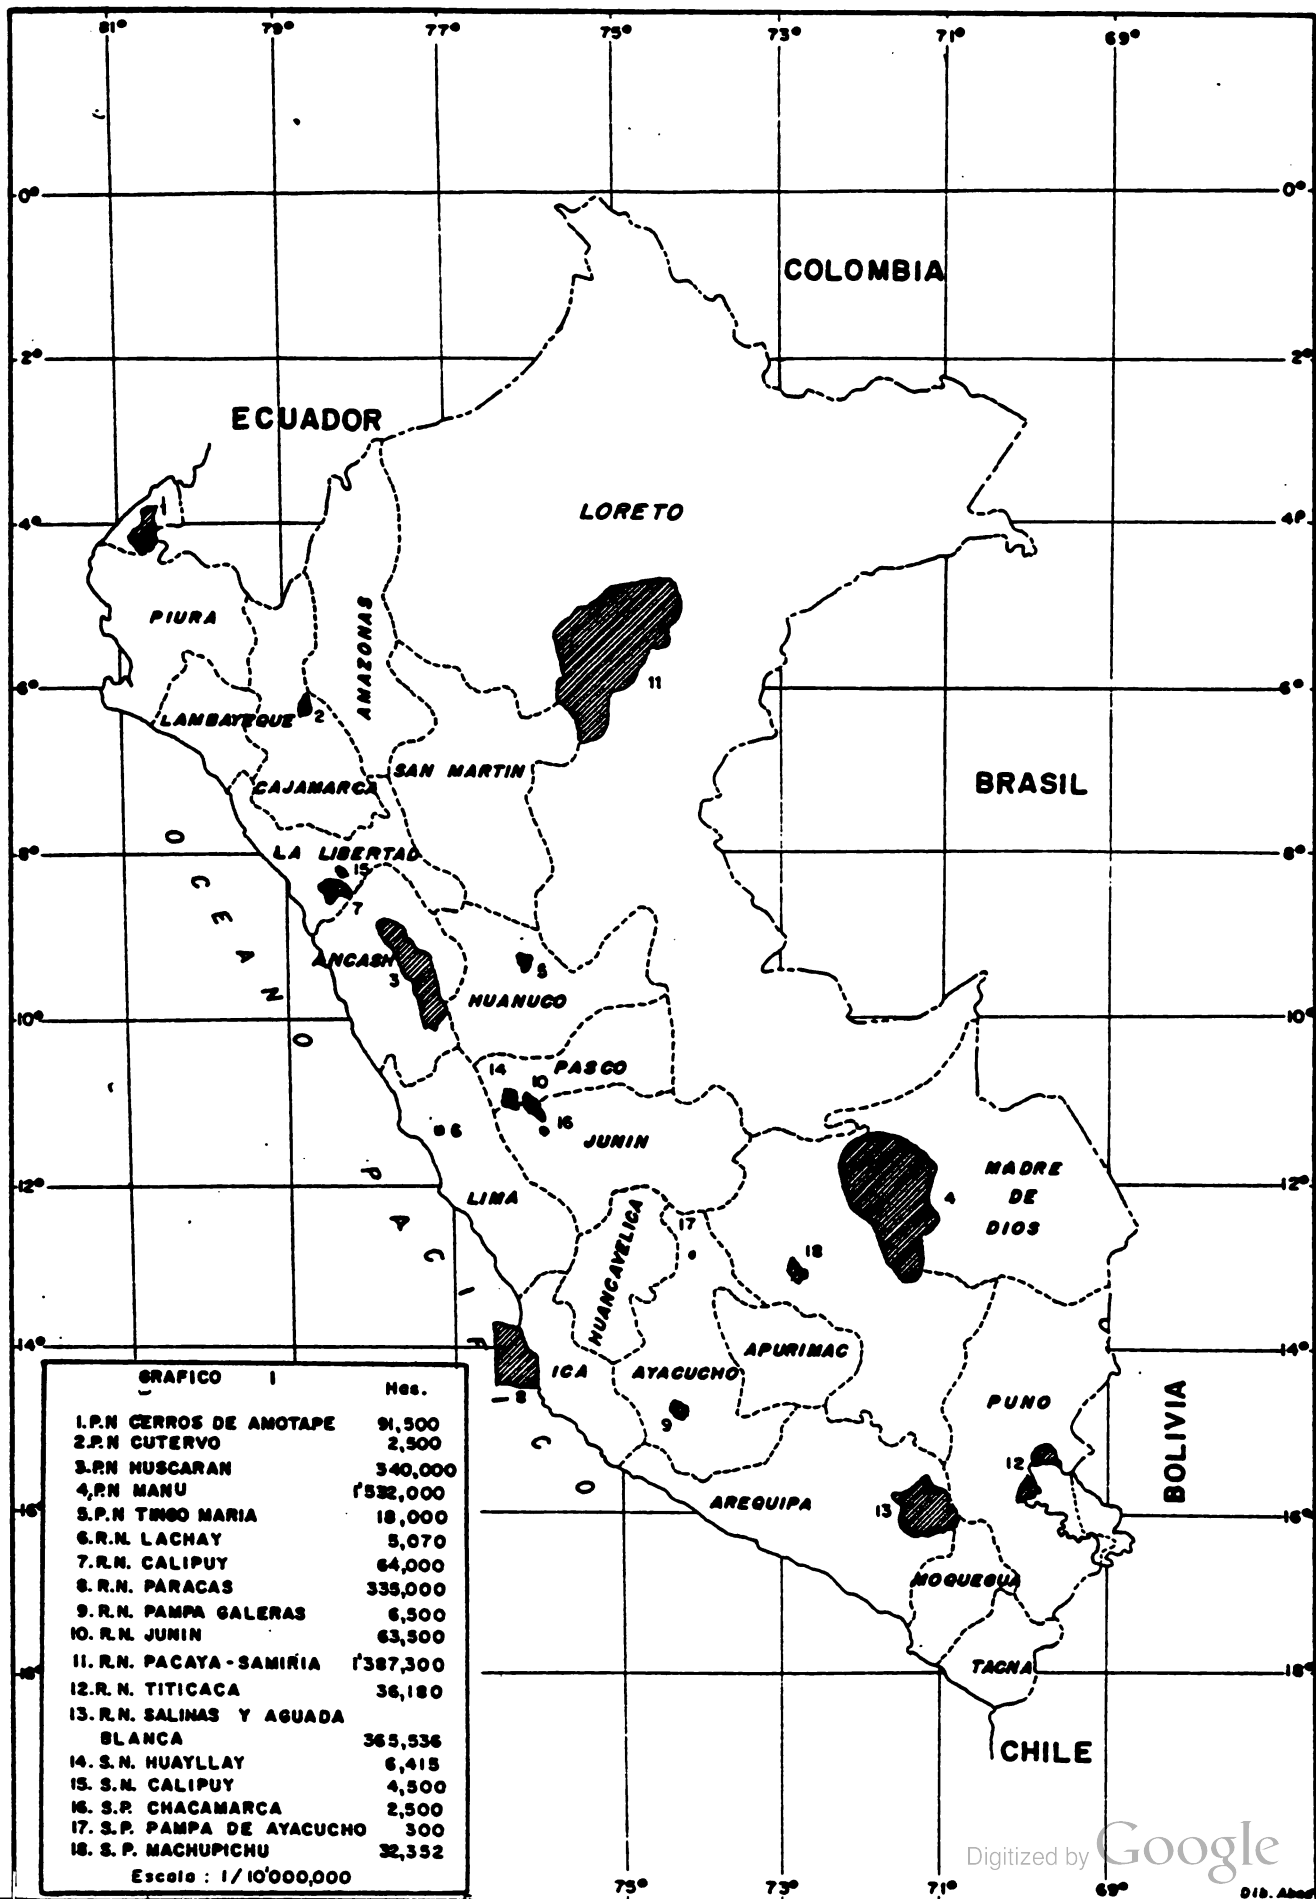 81° 79° 77° 75° 73° 71° 69°
0° 0°
COLOMBIA
2° 2°
ECUADOR
1
LORETO
4° 4°
PIURA
AMAZONAS
11
6° 6°
LAMBAYEQUE 2
SAN MARTIN
CAJAMARCA
BRASIL
OCEANO PACIFICO
LA LIBERTAD
8° 8°
15
7
ANCASH
3
5
HUANUCO
10° 10°
PASCO
14 10
16
6
JUNIN
MADRE
DE
DIOS
12° 12°
LIMA
4
HUANCAVELICA
17
18
14° 14°
APURIMAC
ICA
AYACUCHO
8
9
PUNO
BOLIVIA
12
AREQUIPA
13
16° 16°
MOQUEGUA
TACNA
18° 18°
CHILE
GRAFICO I
Has.
1.P.N CERROS DE AMOTAPE 91,500
2.P.N CUTERVO 2,500
3.P.N HUSCARAN 340,000
4,P.N MANU 1'532,000
5.P.N TINGO MARIA 18,000
6.R.N. LACHAY 5,070
7.R.N. CALIPUY 64,000
8.R.N. PARACAS 335,000
9.R.N. PAMPA GALERAS 6,500
10. R.N. JUNIN 63,500
11. R.N. PACAYA-SAMIRIA 1'387,300
12.R.N. TITICACA 36,180
13.R.N. SALINAS Y AGUADA
BLANCA 365,536
14. S.N. HUAYLLAY 6,415
15. S.N. CALIPUY 4,500
16. S.P. CHACAMARCA 2,500
17. S.P. PAMPA DE AYACUCHO 300
18. S.P. MACHUPICHU 32,352
Escala : 1/10'000,000
75° 73° 71° 69°
Digitized by Google
Dib.